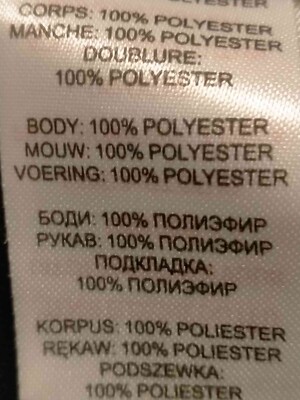 CORPS: 100% POLYESTER
MANCHE: 100% POLYESTER
DOUBLURE:
100% POLYESTER
BODY: 100% POLYESTER
MOUW: 100% POLYESTER
VOERING: 100% POLYESTER
БОДИ: 100% ПОЛИЭФИР
РУКАВ: 100% ПОЛИЭФИР
ПОДКЛАДКА:
100% ПОЛИЭФИР
KORPUS: 100% POLIESTER
RĘKAW: 100% POLIESTER
PODSZEWKA:
100% POLIESTER